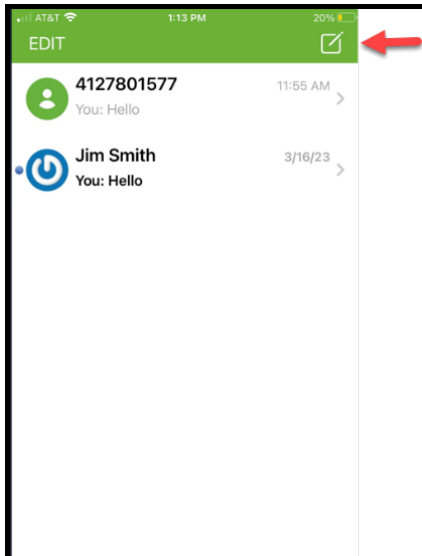 AT&T 1:13 PM 20%
EDIT
4127801577 11:55 AM
You: Hello
Jim Smith 3/16/23
You: Hello